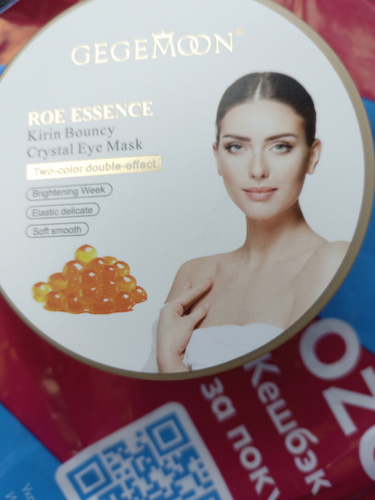 GEGEMOON
ROE ESSENCE
Kirin Bouncy
Crystal Eye Mask
Two-color double-effect
Brightening Week
Elastic delicate
Soft smooth
OZO
Кешбэк
за поку